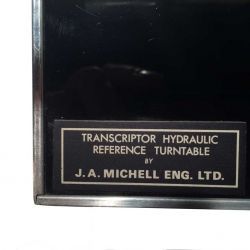 TRANSCRIPTOR HYDRAULIC
REFERENCE TURNTABLE
BY
J.A. MICHELL ENG. LTD.